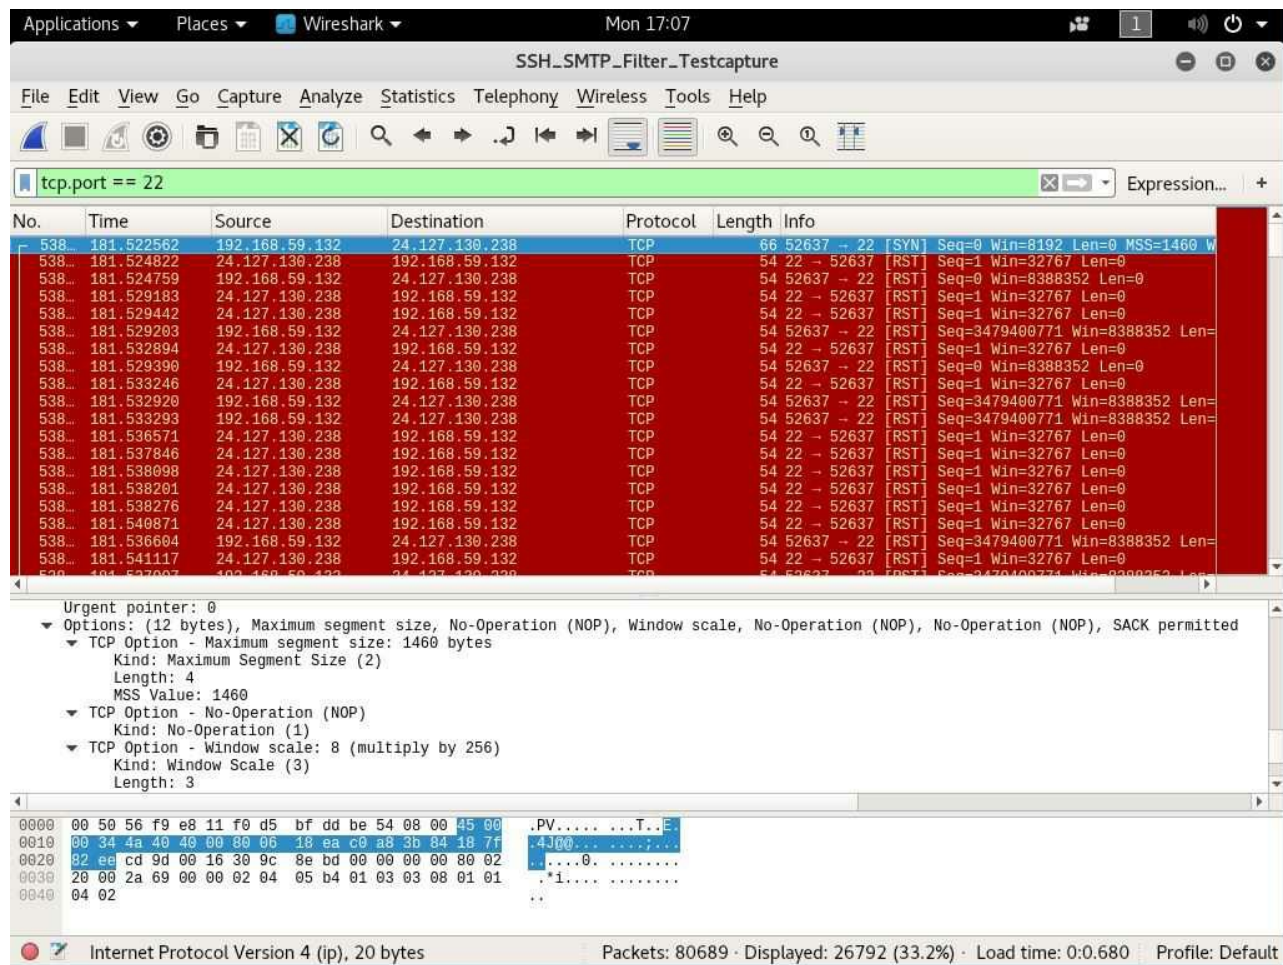 Applications Places Wireshark Mon 17:07 1
SSH_SMTP_Filter_Testcapture
File Edit View Go Capture Analyze Statistics Telephony Wireless Tools Help
tcp.port == 22 Expression... +
No. Time Source Destination Protocol Length Info
538… 181.522562 192.168.59.132 24.127.130.238 TCP 66 52637 → 22 [SYN] Seq=0 Win=8192 Len=0 MSS=1460 W
538… 181.524822 24.127.130.238 192.168.59.132 TCP 54 22 → 52637 [RST] Seq=1 Win=32767 Len=0
538… 181.524759 192.168.59.132 24.127.130.238 TCP 54 52637 → 22 [RST] Seq=0 Win=8388352 Len=0
538… 181.529183 24.127.130.238 192.168.59.132 TCP 54 22 → 52637 [RST] Seq=1 Win=32767 Len=0
538… 181.529442 24.127.130.238 192.168.59.132 TCP 54 22 → 52637 [RST] Seq=1 Win=32767 Len=0
538… 181.529203 192.168.59.132 24.127.130.238 TCP 54 52637 → 22 [RST] Seq=3479400771 Win=8388352 Len=
538… 181.532894 24.127.130.238 192.168.59.132 TCP 54 22 → 52637 [RST] Seq=1 Win=32767 Len=0
538… 181.529390 192.168.59.132 24.127.130.238 TCP 54 52637 → 22 [RST] Seq=0 Win=8388352 Len=0
538… 181.533246 24.127.130.238 192.168.59.132 TCP 54 22 → 52637 [RST] Seq=1 Win=32767 Len=0
538… 181.532920 192.168.59.132 24.127.130.238 TCP 54 52637 → 22 [RST] Seq=3479400771 Win=8388352 Len=
538… 181.533293 192.168.59.132 24.127.130.238 TCP 54 52637 → 22 [RST] Seq=3479400771 Win=8388352 Len=
538… 181.536571 24.127.130.238 192.168.59.132 TCP 54 22 → 52637 [RST] Seq=1 Win=32767 Len=0
538… 181.537846 24.127.130.238 192.168.59.132 TCP 54 22 → 52637 [RST] Seq=1 Win=32767 Len=0
538… 181.538098 24.127.130.238 192.168.59.132 TCP 54 22 → 52637 [RST] Seq=1 Win=32767 Len=0
538… 181.538201 24.127.130.238 192.168.59.132 TCP 54 22 → 52637 [RST] Seq=1 Win=32767 Len=0
538… 181.538276 24.127.130.238 192.168.59.132 TCP 54 22 → 52637 [RST] Seq=1 Win=32767 Len=0
538… 181.540871 24.127.130.238 192.168.59.132 TCP 54 22 → 52637 [RST] Seq=1 Win=32767 Len=0
538… 181.536604 192.168.59.132 24.127.130.238 TCP 54 52637 → 22 [RST] Seq=3479400771 Win=8388352 Len=
538… 181.541117 24.127.130.238 192.168.59.132 TCP 54 22 → 52637 [RST] Seq=1 Win=32767 Len=0
Urgent pointer: 0
Options: (12 bytes), Maximum segment size, No-Operation (NOP), Window scale, No-Operation (NOP), No-Operation (NOP), SACK permitted
TCP Option - Maximum segment size: 1460 bytes
Kind: Maximum Segment Size (2)
Length: 4
MSS Value: 1460
TCP Option - No-Operation (NOP)
Kind: No-Operation (1)
TCP Option - Window scale: 8 (multiply by 256)
Kind: Window Scale (3)
Length: 3
0000 00 50 56 f9 e8 11 f0 d5 bf dd be 54 08 00 45 00 .PV..... ...T..E.
0010 00 34 4a 40 40 00 80 06 18 ea c0 a8 3b 84 18 7f .4J@@... ....;...
0020 82 ee cd 9d 00 16 30 9c 8e bd 00 00 00 00 80 02 ......0. ........
0030 20 00 2a 69 00 00 02 04 05 b4 01 03 03 08 01 01 .*i.... ........
0040 04 02 ..
Internet Protocol Version 4 (ip), 20 bytes Packets: 80689 · Displayed: 26792 (33.2%) · Load time: 0:0.680 Profile: Default